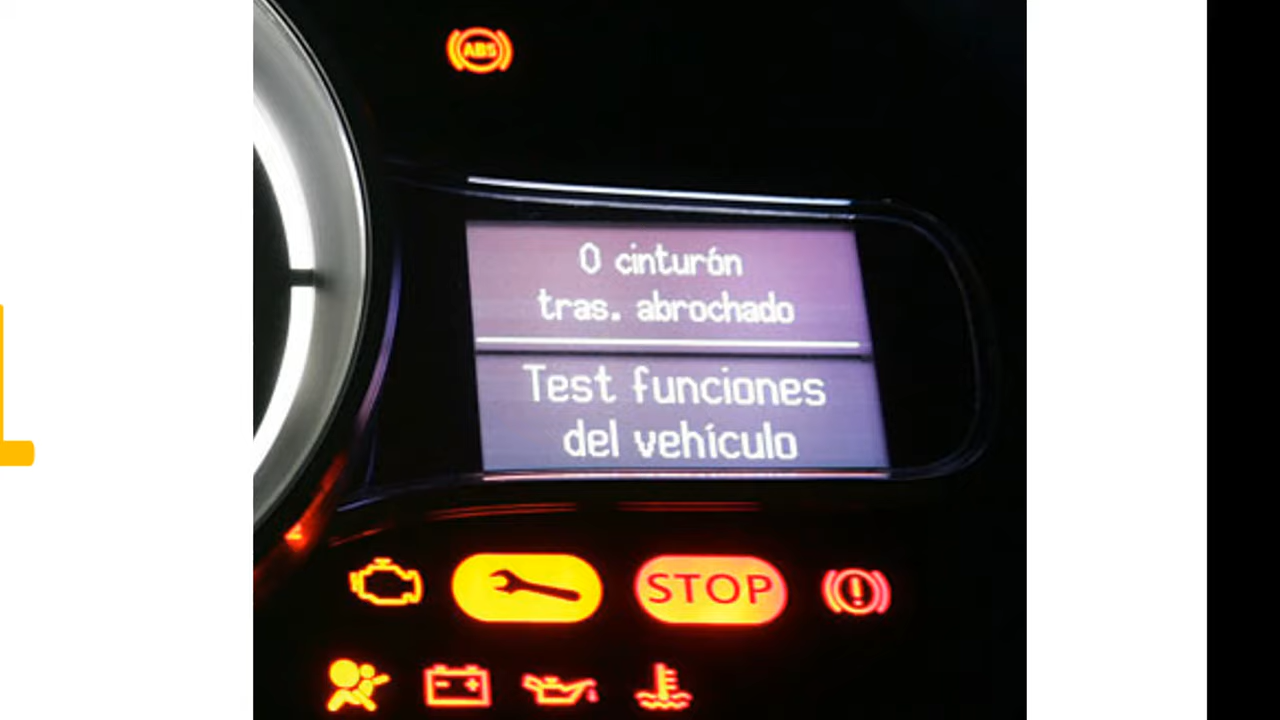 ABS
0 cinturón
tras. abrochado
Test funciones
del vehículo
STOP